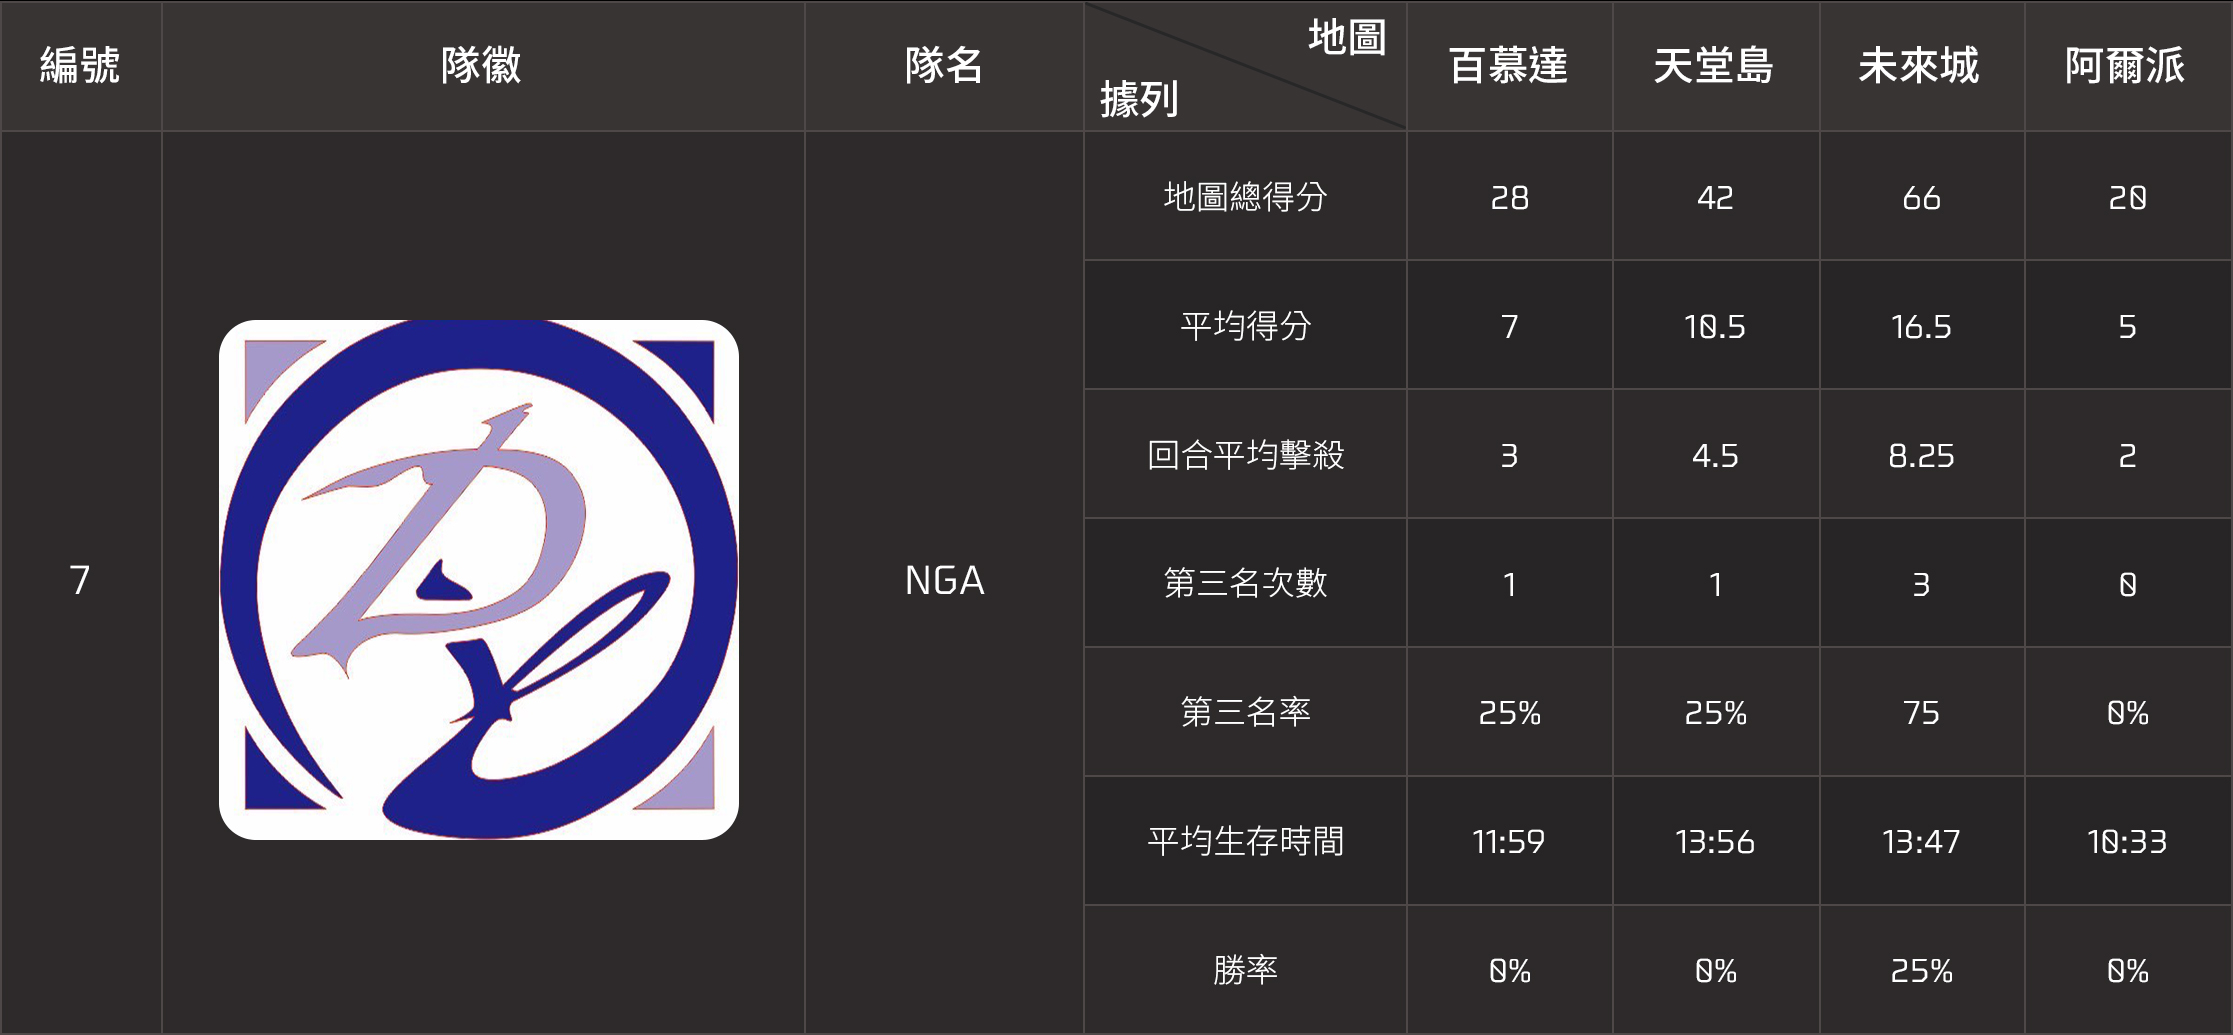 編號 隊徽 隊名 地圖 據列 百慕達 天堂島 未來城 阿爾派
7 NGA
地圖總得分 28 42 66 20
平均得分 7 10.5 16.5 5
回合平均擊殺 3 4.5 8.25 2
第三名次數 1 1 3 0
第三名率 25% 25% 75 0%
平均生存時間 11:59 13:56 13:47 10:33
勝率 0% 0% 25% 0%